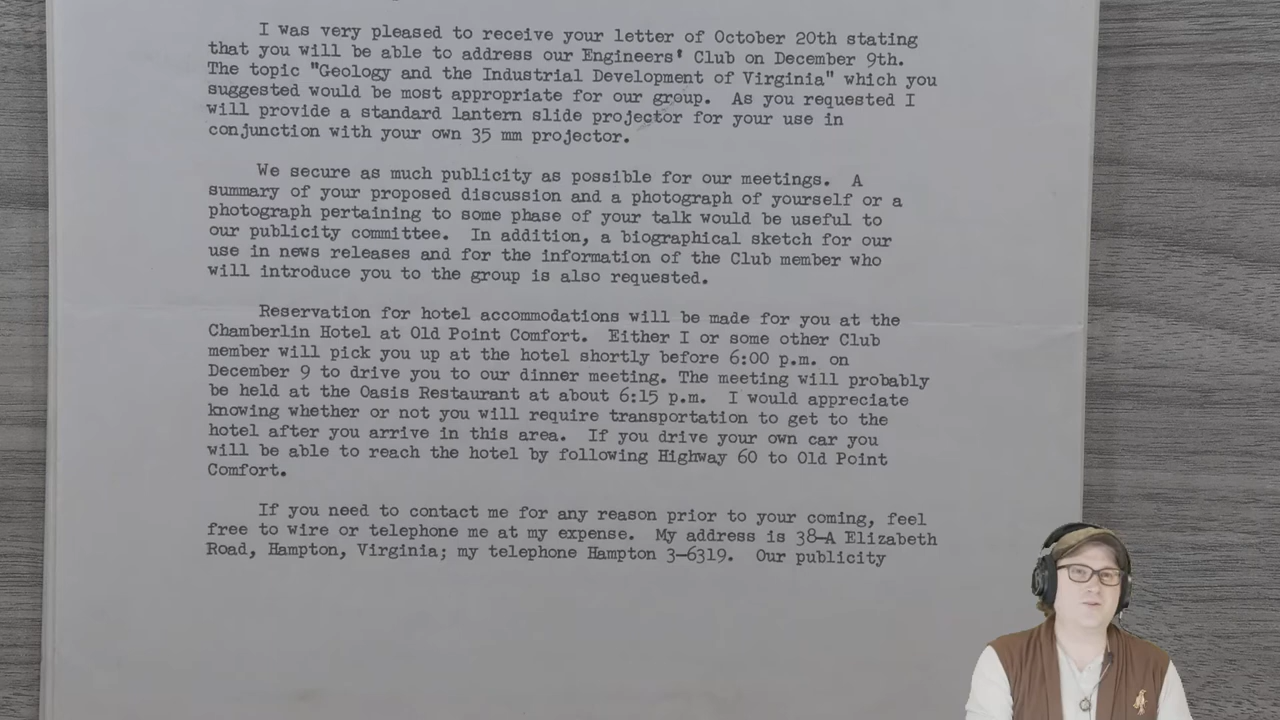 I was very pleased to receive your letter of October 20th stating
that you will be able to address our Engineers' Club on December 9th.
The topic "Geology and the Industrial Development of Virginia" which you
suggested would be most appropriate for our group. As you requested I
will provide a standard lantern slide projector for your use in
conjunction with your own 35 mm projector.
We secure as much publicity as possible for our meetings. A
summary of your proposed discussion and a photograph of yourself or a
photograph pertaining to some phase of your talk would be useful to
our publicity committee. In addition, a biographical sketch for our
use in news releases and for the information of the Club member who
will introduce you to the group is also requested.
Reservation for hotel accommodations will be made for you at the
Chamberlin Hotel at Old Point Comfort. Either I or some other Club
member will pick you up at the hotel shortly before 6:00 p.m. on
December 9 to drive you to our dinner meeting. The meeting will probably
be held at the Oasis Restaurant at about 6:15 p.m. I would appreciate
knowing whether or not you will require transportation to get to the
hotel after you arrive in this area. If you drive your own car you
will be able to reach the hotel by following Highway 60 to Old Point
Comfort.
If you need to contact me for any reason prior to your coming, feel
free to wire or telephone me at my expense. My address is 38-A Elizabeth
Road, Hampton, Virginia; my telephone Hampton 3-6319. Our publicity